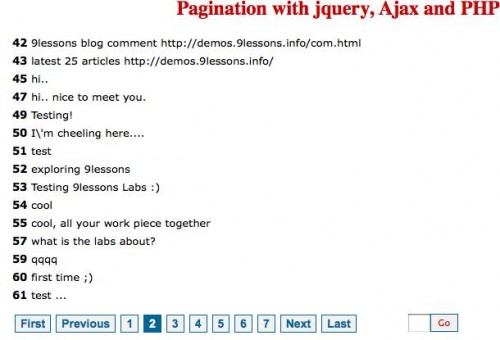 Pagination with jquery, Ajax and PHP
42 9lessons blog comment http://demos.9lessons.info/com.html
43 latest 25 articles http://demos.9lessons.info/
45 hi..
47 hi.. nice to meet you.
49 Testing!
50 I\'m cheeling here....
51 test
52 exploring 9lessons
53 Testing 9lessons Labs :)
54 cool
55 cool, all your work piece together
57 what is the labs about?
59 qqqq
60 first time ;)
61 test ...
First Previous 1 2 3 4 5 6 7 Next Last Go